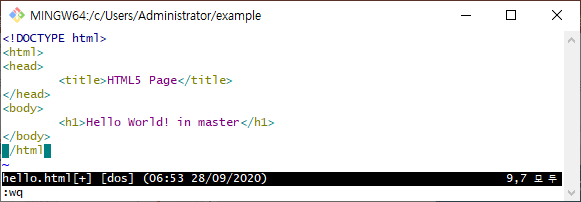 MINGW64:/c/Users/Administrator/example
<!DOCTYPE html>
<html>
<head>
        <title>HTML5 Page</title>
</head>
<body>
        <h1>Hello World! in master</h1>
</body>
</html>
~
hello.html[+] [dos] (06:53 28/09/2020) 9,7 모두
:wq